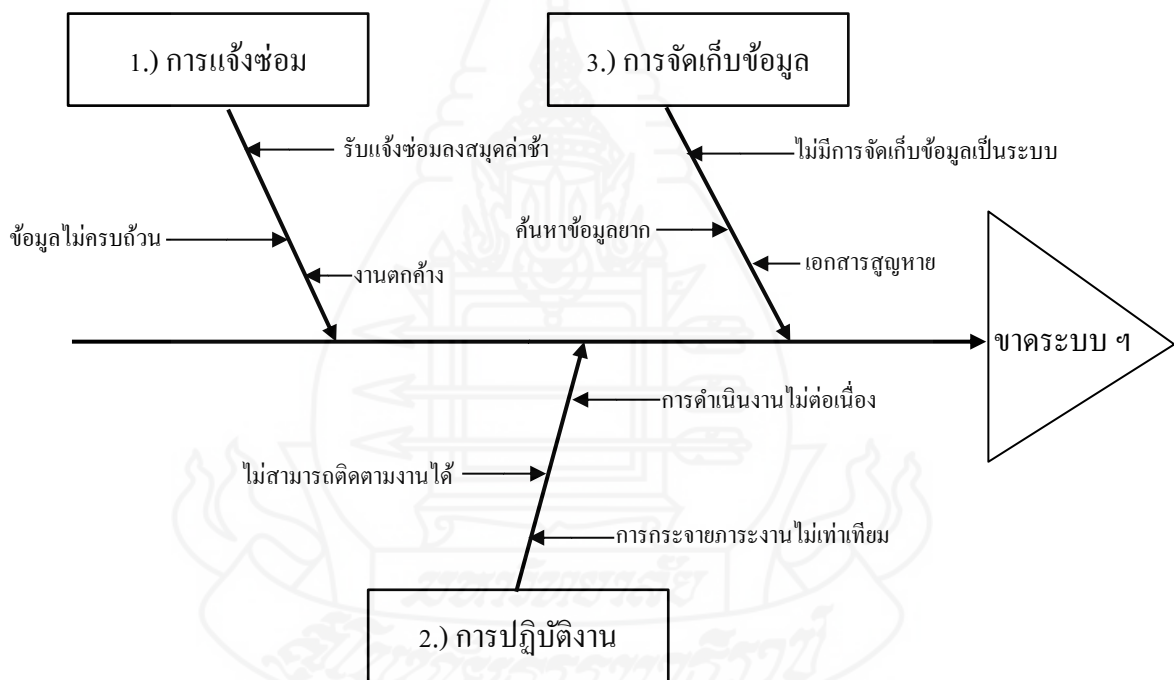 1.) การแจ้งซ่อม
3.) การจัดเก็บข้อมูล
รับแจ้งซ่อมลงสมุดล่าช้า
ไม่มีการจัดเก็บข้อมูลเป็นระบบ
ข้อมูลไม่ครบถ้วน
ค้นหาข้อมูลยาก
งานตกค้าง
เอกสารสูญหาย
ขาดระบบ ฯ
การดำเนินงานไม่ต่อเนื่อง
ไม่สามารถติดตามงานได้
การกระจายภาระงานไม่เท่าเทียม
2.) การปฏิบัติงาน